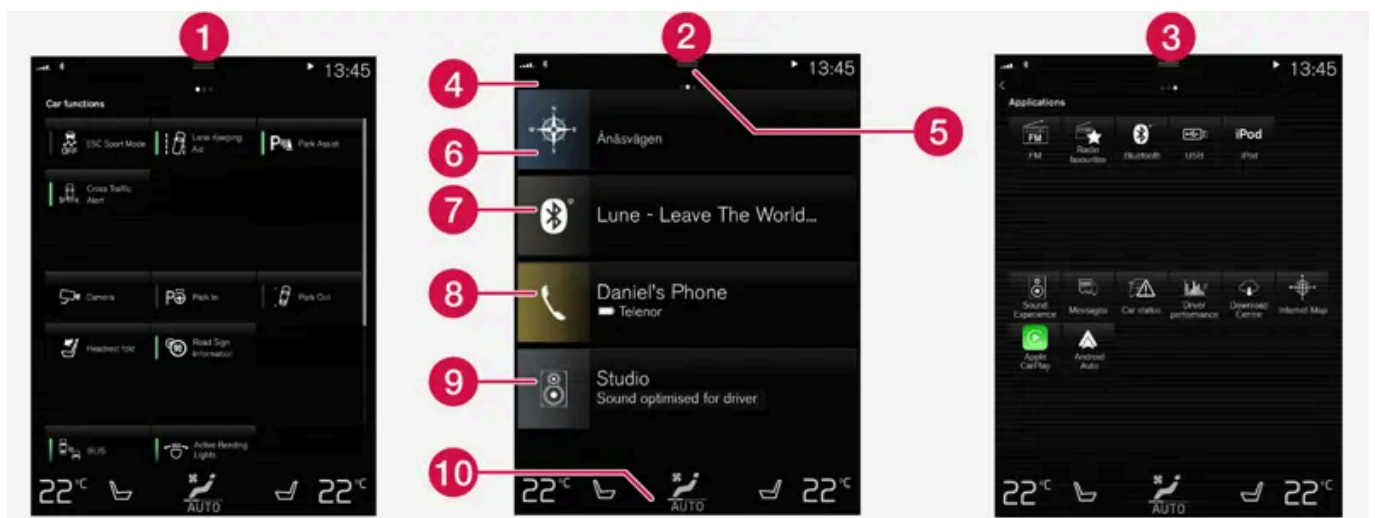 1
2
3
13:45
Car functions
ESC Sport Mode
OFF
Lane Keeping
Aid
Park Assist
Cross Traffic
Alert
Camera
Park In
Park Out
Headrest fold
Road Sign
Information
BLIS
Active Bending
Lights
22°C
AUTO
22°C
4
5
6
7
8
9
10
13:45
Ånäsvägen
Lune - Leave The World...
Daniel's Phone
Telenor
Studio
Sound optimised for driver
22°C
AUTO
22°C
13:45
Applications
FM
FM
Radio
favourites
Bluetooth
USB
iPod
iPod
Sound
Experience
Messages
Car status
Driver
performance
Download
Centre
Internet Map
Apple
CarPlay
Android
Auto
22°C
AUTO
22°C